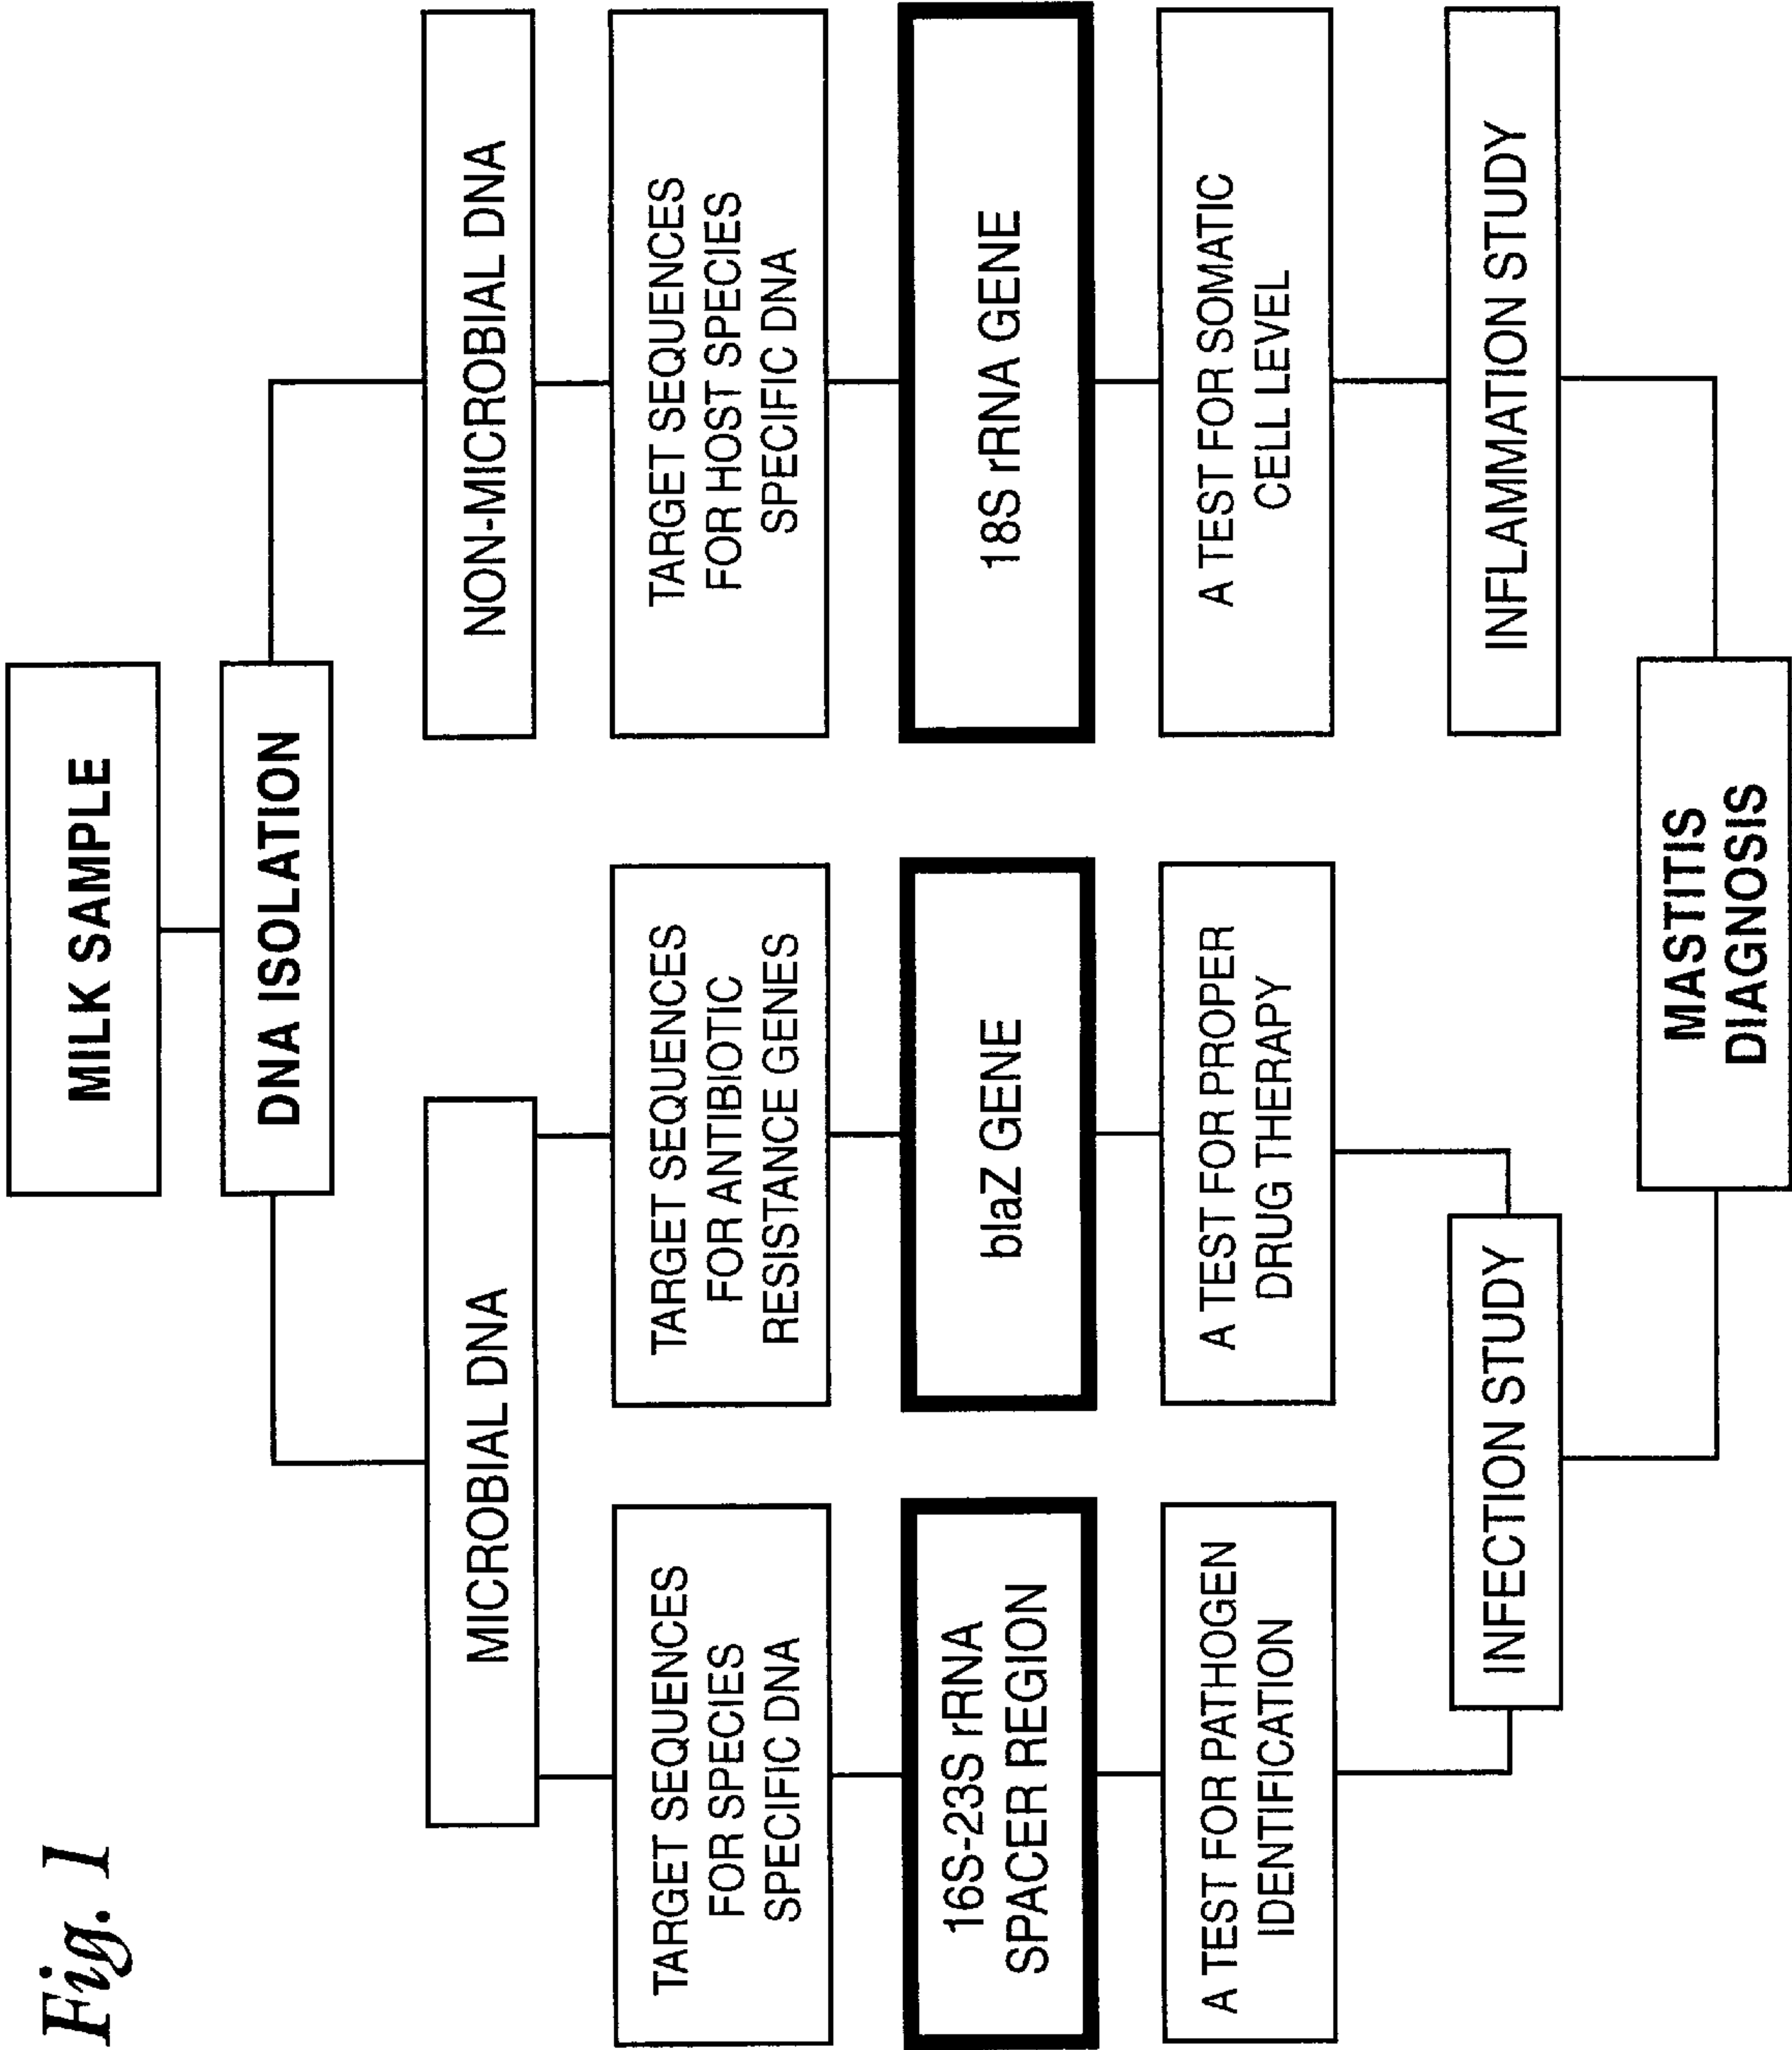 Fig. 1
MILK SAMPLE
DNA ISOLATION
MICROBIAL DNA
NON-MICROBIAL DNA
TARGET SEQUENCES
FOR SPECIES
SPECIFIC DNA
TARGET SEQUENCES
FOR ANTIBIOTIC
RESISTANCE GENES
TARGET SEQUENCES
FOR HOST SPECIES
SPECIFIC DNA
16S-23S rRNA
SPACER REGION
blaZ GENE
18S rRNA GENE
A TEST FOR PATHOGEN
IDENTIFICATION
A TEST FOR PROPER
DRUG THERAPY
A TEST FOR SOMATIC
CELL LEVEL
INFECTION STUDY
INFLAMMATION STUDY
MASTITIS
DIAGNOSIS